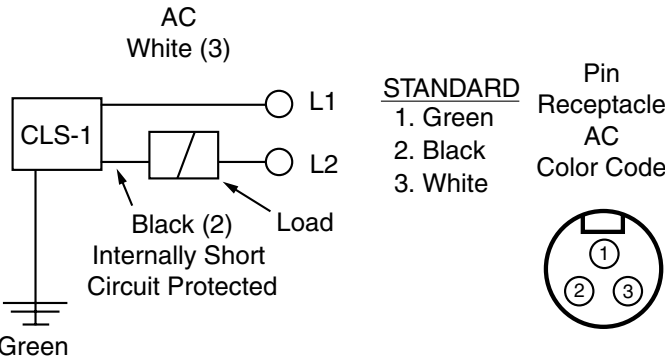 AC
White (3)
CLS-1
L1
L2
Black (2)
Internally Short
Circuit Protected
Load
Green
STANDARD
1. Green
2. Black
3. White
Pin
Receptacle
AC
Color Code
1
2
3